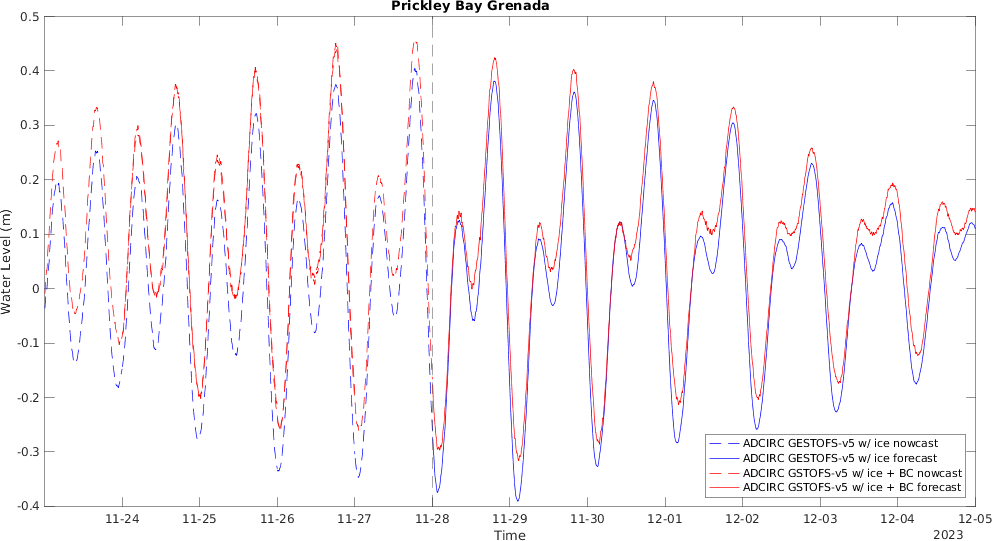 Prickley Bay Grenada
0.5
0.4
0.3
0.2
0.1
0
-0.1
-0.2
-0.3
-0.4
Water Level (m)
ADCIRC GESTOFS-v5 w/ ice nowcast
ADCIRC GESTOFS-v5 w/ ice forecast
ADCIRC GSTOFS-v5 w/ ice + BC nowcast
ADCIRC GSTOFS-v5 w/ ice + BC forecast
11-24 11-25 11-26 11-27 11-28 11-29 11-30 12-01 12-02 12-03 12-04 12-05
Time
2023